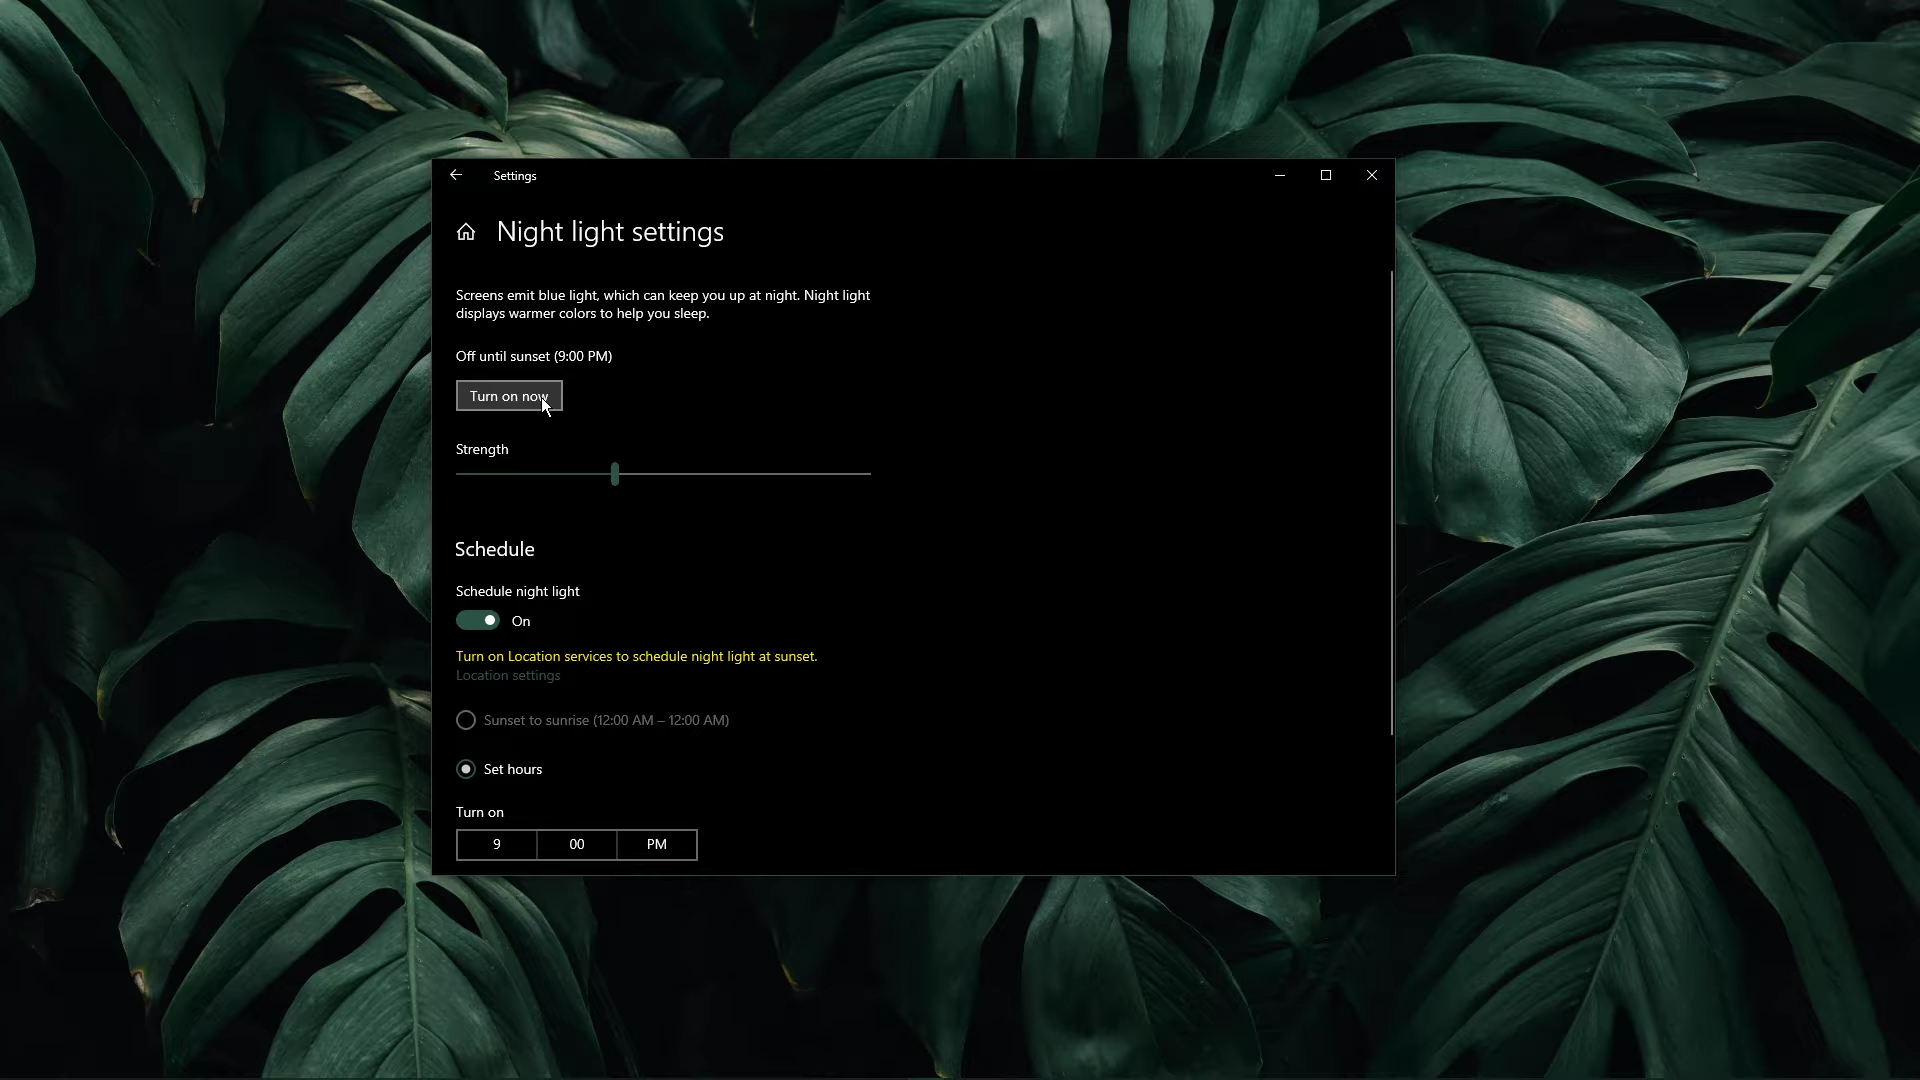 Settings
Night light settings
Screens emit blue light, which can keep you up at night. Night light
displays warmer colors to help you sleep.
Off until sunset (9:00 PM)
Turn on now
Strength
Schedule
Schedule night light
On
Turn on Location services to schedule night light at sunset.
Location settings
Sunset to sunrise (12:00 AM – 12:00 AM)
Set hours
Turn on
9 00 PM